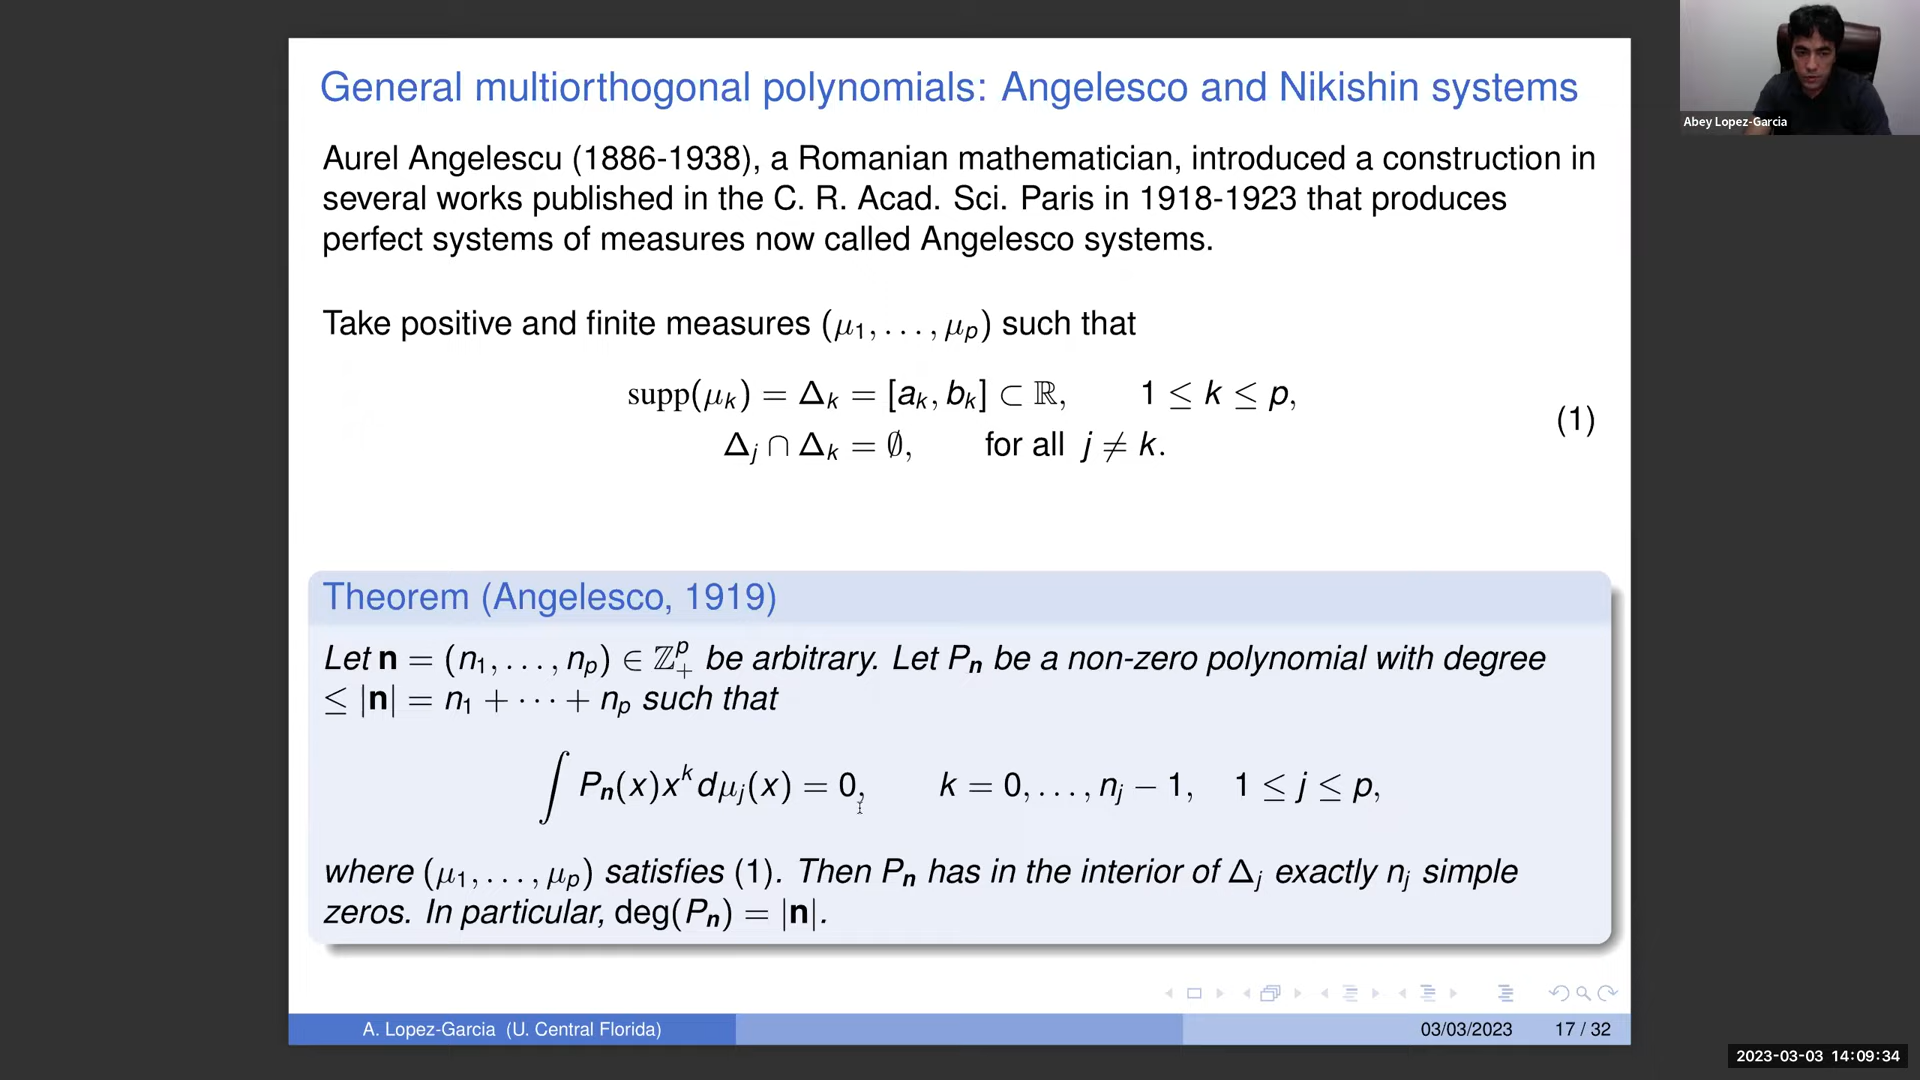 General multiorthogonal polynomials: Angelesco and Nikishin systems
Abey Lopez-Garcia
Aurel Angelescu (1886-1938), a Romanian mathematician, introduced a construction in
several works published in the C. R. Acad. Sci. Paris in 1918-1923 that produces
perfect systems of measures now called Angelesco systems.
Take positive and finite measures (μ₁, . . . , μₚ) such that
supp(μₖ) = Δₖ = [aₖ, bₖ] ⊂ ℝ, 1 ≤ k ≤ p,
Δⱼ ∩ Δₖ = ∅, for all j ≠ k.
(1)
Theorem (Angelesco, 1919)
Let n = (n₁, . . . , nₚ) ∈ ℤ₊ᵖ be arbitrary. Let Pₙ be a non-zero polynomial with degree
≤ |n| = n₁ + · · · + nₚ such that
∫ Pₙ(x)xᵏdμⱼ(x) = 0, k = 0, . . . , nⱼ − 1, 1 ≤ j ≤ p,
where (μ₁, . . . , μₚ) satisfies (1). Then Pₙ has in the interior of Δⱼ exactly nⱼ simple
zeros. In particular, deg(Pₙ) = |n|.
A. Lopez-Garcia (U. Central Florida) 03/03/2023 17 / 32
2023-03-03 14:09:34